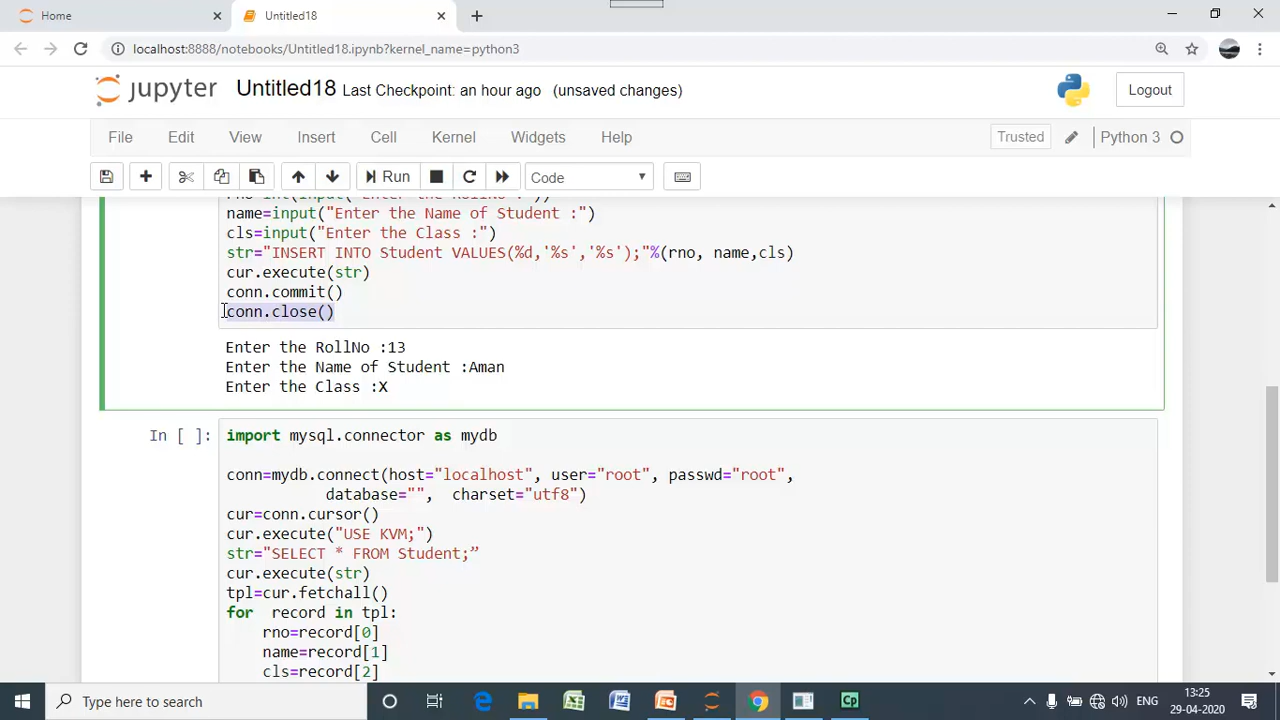 Home
Untitled18
localhost:8888/notebooks/Untitled18.ipynb?kernel_name=python3
jupyter Untitled18 Last Checkpoint: an hour ago (unsaved changes)
Logout
File Edit View Insert Cell Kernel Widgets Help
Trusted Python 3
Run Code
name=input("Enter the Name of Student :")
cls=input("Enter the Class :")
str="INSERT INTO Student VALUES(%d,'%s','%s');"%(rno, name,cls)
cur.execute(str)
conn.commit()
conn.close()
Enter the RollNo :13
Enter the Name of Student :Aman
Enter the Class :X
In [ ]: import mysql.connector as mydb
conn=mydb.connect(host="localhost", user="root", passwd="root",
database="", charset="utf8")
cur=conn.cursor()
cur.execute("USE KVM;")
str="SELECT * FROM Student;”
cur.execute(str)
tpl=cur.fetchall()
for record in tpl:
rno=record[0]
name=record[1]
cls=record[2]
Type here to search
ENG
13:25
29-04-2020